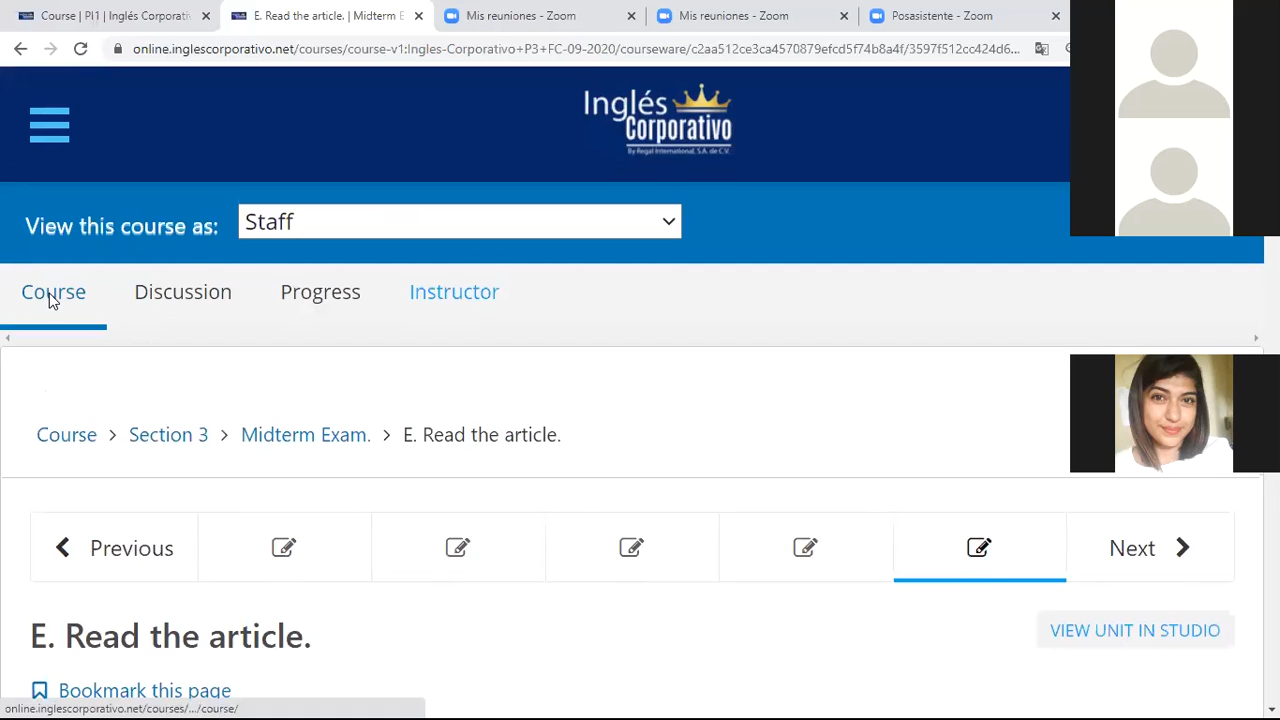 Course | PI1 | Inglés Corporati
E. Read the article. | Midterm E
Mis reuniones - Zoom
Mis reuniones - Zoom
Posasistente - Zoom
online.inglescorporativo.net/courses/course-v1:Ingles-Corporativo+P3+FC-09-2020/courseware/c2aa512ce3ca4570879efcd5f74b8a4f/3597f512cc424d6...
Inglés
Corporativo
By Regal International, S.A. de C.V.
View this course as:
Staff
Course
Discussion
Progress
Instructor
Course > Section 3 > Midterm Exam. > E. Read the article.
Previous
Next
E. Read the article.
VIEW UNIT IN STUDIO
Bookmark this page
online.inglescorporativo.net/courses/.../course/